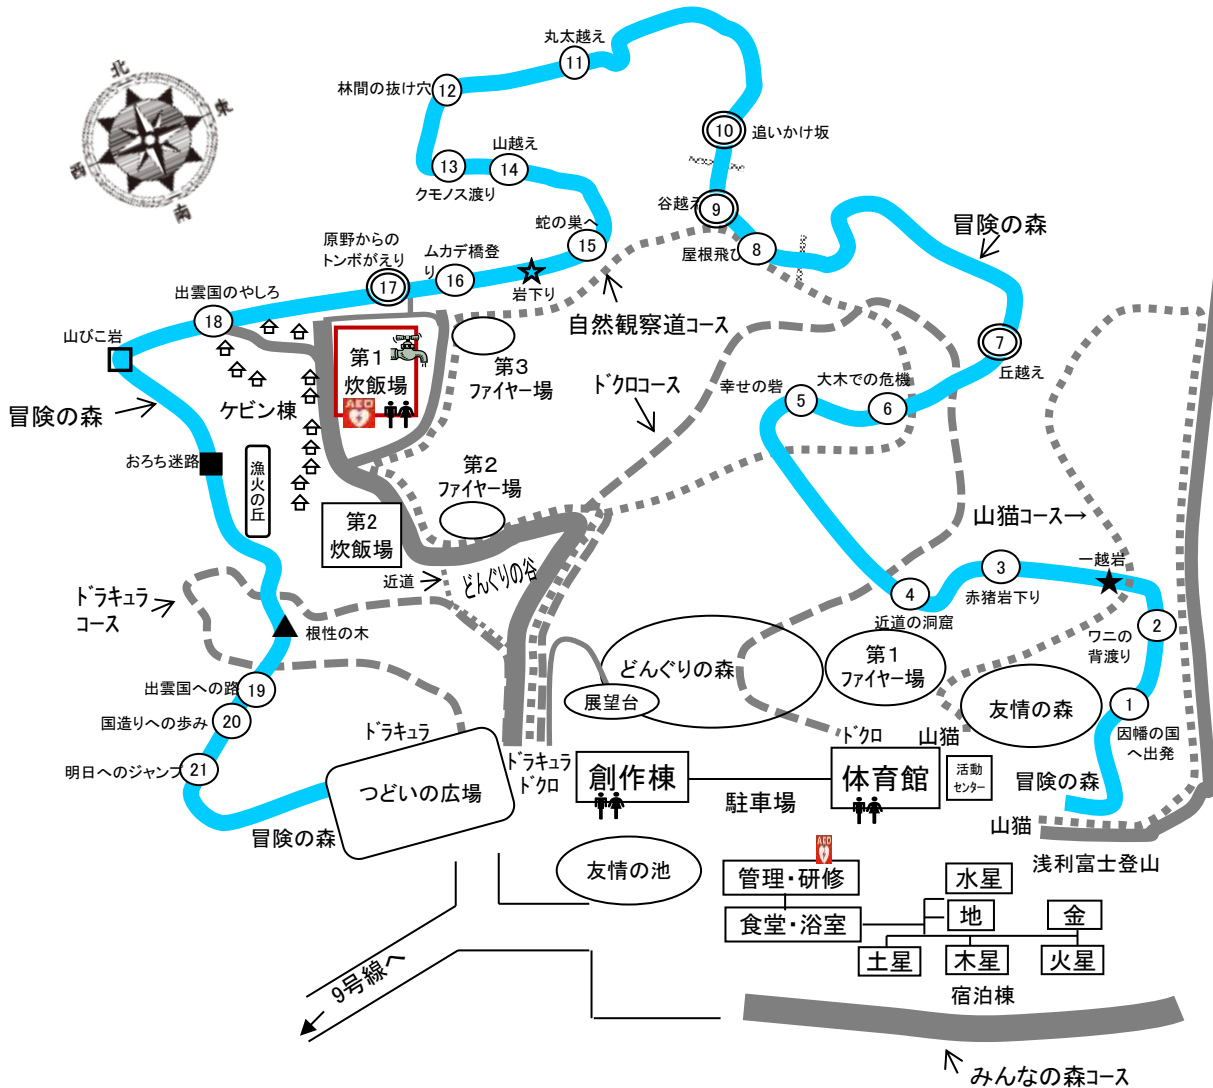 北
東
西
南
丸太越え
11
林間の抜け穴
12
10
追いかけ坂
山越え
13
14
クモノス渡り
谷越え
9
冒険の森
蛇の巣へ
15
屋根飛び
8
原野からの
トンボがえり
ムカデ橋登
り
16
17
岩下り
出雲国のやしろ
18
自然観察道コース
山びこ岩
7
丘越え
第1
炊飯場
AED
第3
ファイヤー場
ドクロコース
幸せの砦
大木での危機
5
6
冒険の森
ケビン棟
おろち迷路
漁火の丘
第2
ファイヤー場
第2
炊飯場
山猫コース→
近道
どんぐりの谷
一越岩
3
赤猪岩下り
4
近道の洞窟
2
ワニの
背渡り
ドラキュラ
コース
根性の木
どんぐりの森
第1
ファイヤー場
出雲国への路
19
国造りへの歩み
20
展望台
友情の森
1
因幡の国
へ出発
ドラキュラ
ドクロ
山猫
明日へのジャンプ
21
つどいの広場
ドラキュラ
ドクロ
創作棟
駐車場
体育館
活動
センター
冒険の森
冒険の森
山猫
浅利富士登山
友情の池
AED
管理・研修
食堂・浴室
水星
地
金
土星
木星
火星
宿泊棟
9号線へ
みんなの森コース